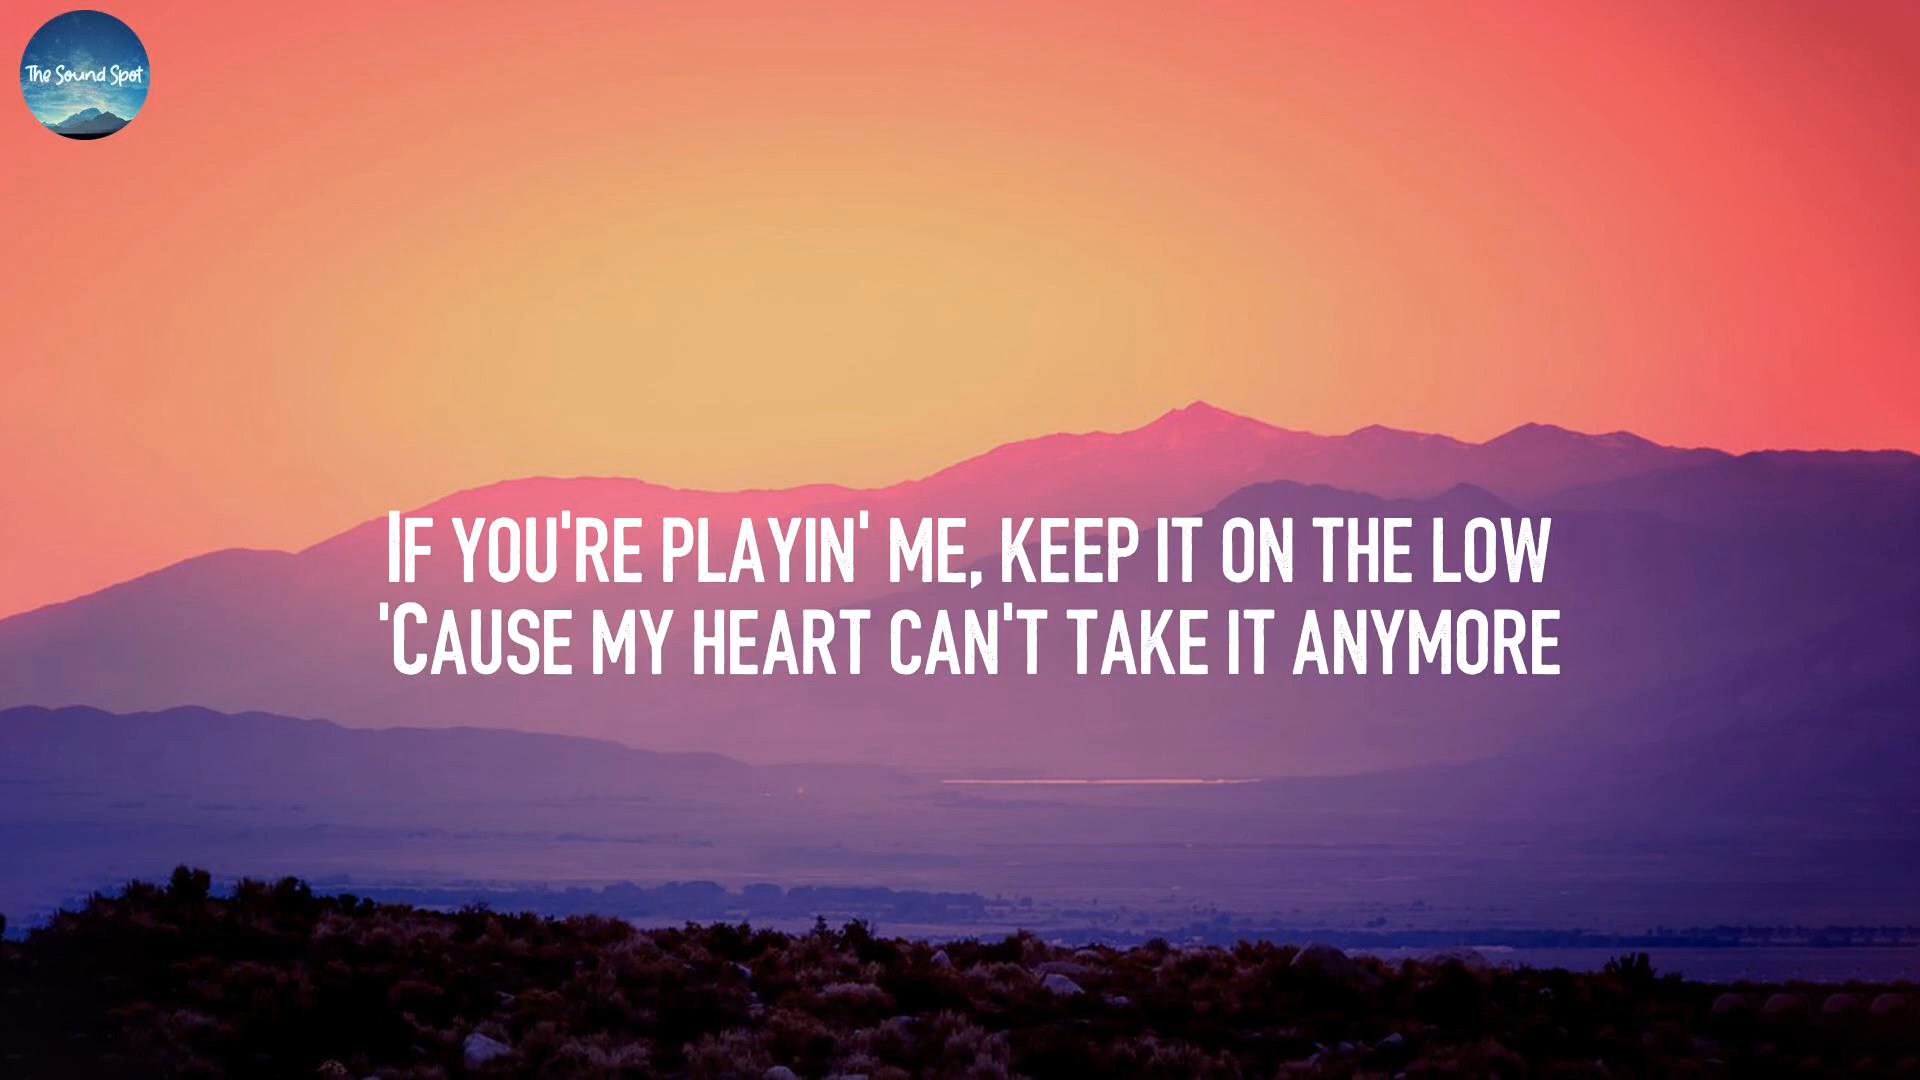 The Sound Spot
If you're playin' me, keep it on the low
'Cause my heart can't take it anymore